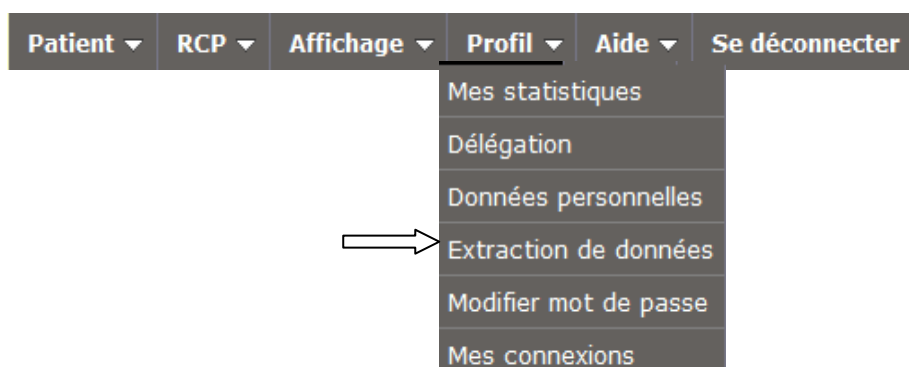 Patient RCP Affichage Profil Aide Se déconnecter
Mes statistiques
Délégation
Données personnelles
Extraction de données
Modifier mot de passe
Mes connexions